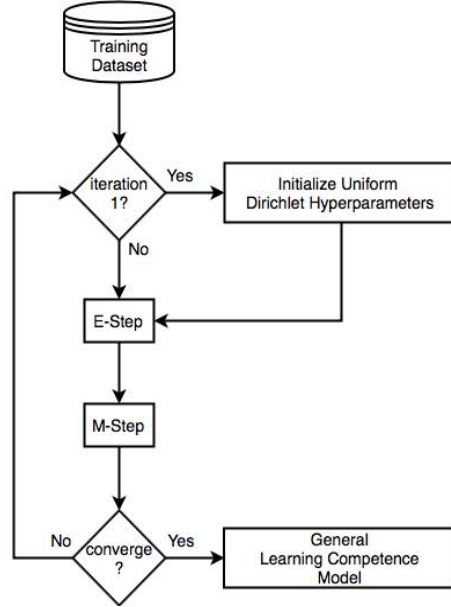 Training
Dataset
iteration
1?
Yes
Initialize Uniform
Dirichlet Hyperparameters
No
E-Step
M-Step
No
converge
?
Yes
General
Learning Competence
Model